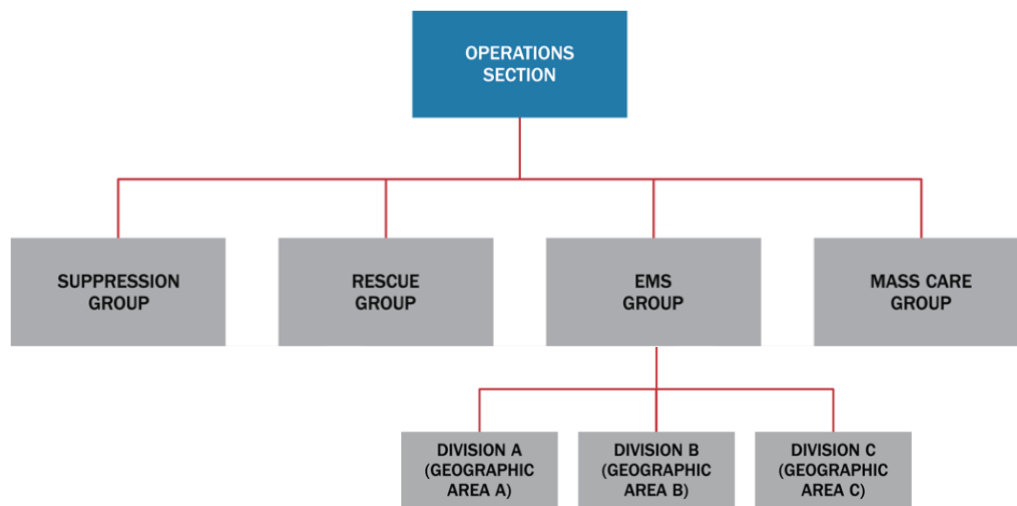 OPERATIONS
SECTION
SUPPRESSION
GROUP
RESCUE
GROUP
EMS
GROUP
MASS CARE
GROUP
DIVISION A
(GEOGRAPHIC
AREA A)
DIVISION B
(GEOGRAPHIC
AREA B)
DIVISION C
(GEOGRAPHIC
AREA C)